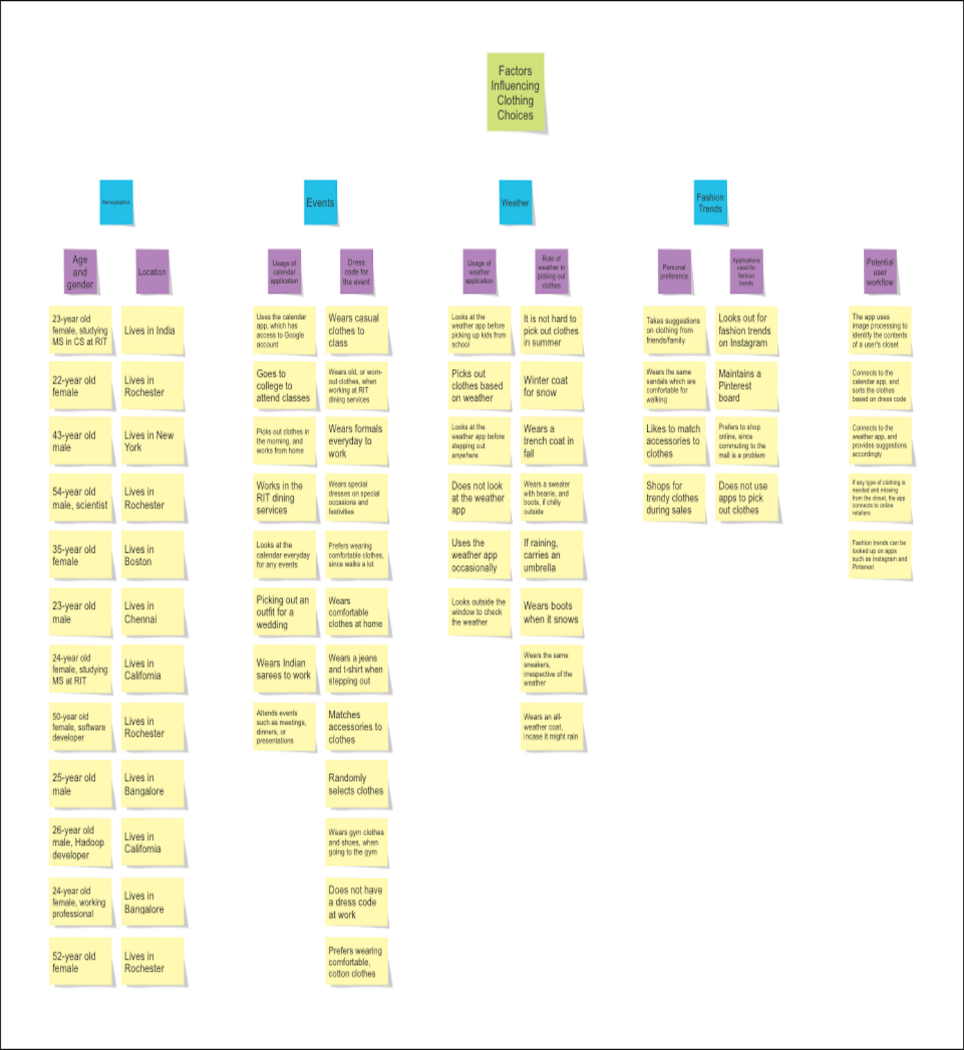 Factors
Influencing
Clothing
Choices
Demographics
Events
Weather
Fashion
Trends
Age
and
gender
Location
Usage of
calendar
application
Dress
code for
the event
Usage of
weather
application
Role of
weather in
picking out
clothes
Personal
preference
Applications
used for
fashion
trends
Potential
user
workflow
23-year old
female, studying
MS in CS at RIT
22-year old
female
43-year old
male
54-year old
male, scientist
35-year old
female
23-year old
male
24-year old
female, studying
MS at RIT
50-year old
female, software
developer
25-year old
male
26-year old
male, Hadoop
developer
24-year old
female, working
professional
52-year old
female
Lives in India
Lives in
Rochester
Lives in New
York
Lives in
Rochester
Lives in
Boston
Lives in
Chennai
Lives in
California
Lives in
Rochester
Lives in
Bangalore
Lives in
California
Lives in
Bangalore
Lives in
Rochester
Uses the calendar
app, which has
access to Google
account
Goes to
college to
attend classes
Picks out clothes in
the morning, and
works from home
Works in the
RIT dining
services
Looks at the
calendar everyday
for any events
Picking out an
outfit for a
wedding
Wears Indian
sarees to work
Attends events
such as meetings,
dinners, or
presentations
Wears casual
clothes to
class
Wears old, or worn-
out clothes, when
working at RIT
dining services
Wears formals
everyday to
work
Wears special
dresses on special
occasions and
festivities
Prefers wearing
comfortable clothes,
since walks a lot
Wears
comfortable
clothes at home
Wears a jeans
and t-shirt when
stepping out
Matches
accessories to
clothes
Randomly
selects clothes
Wears gym clothes
and shoes, when
going to the gym
Does not have
a dress code
at work
Prefers wearing
comfortable,
cotton clothes
Looks at the
weather app before
picking up kids from
school
Picks out
clothes based
on weather
Looks at the
weather app before
stepping out
anywhere
Does not look
at the weather
app
Uses the
weather app
occasionally
Looks outside the
window to check
the weather
It is not hard to
pick out clothes
in summer
Winter coat
for snow
Wears a
trench coat in
fall
Wears a sweater
with beanie, and
boots, if chilly
outside
If raining,
carries an
umbrella
Wears boots
when it snows
Wears the same
sneakers,
irrespective of the
weather
Wears an all-
weather coat,
incase it might rain
Takes suggestions
on clothing from
friends/family
Wears the same
sandals which are
comfortable for
walking
Likes to match
accessories to
clothes
Shops for
trendy clothes
during sales
Looks out for
fashion trends
on Instagram
Maintains a
Pinterest
board
Prefers to shop
online, since
commuting to the
mall is a problem
Does not use
apps to pick
out clothes
The app uses
image processing to
identify the contents
of a user's closet
Connects to the
calendar app, and
sorts the clothes
based on dress code
Connects to the
weather app, and
provides suggestions
accordingly
If any type of clothing is
needed and missing
from the closet, the app
connects to online
retailers
Fashion trends can be
looked up on apps
such as Instagram and
Pinterest